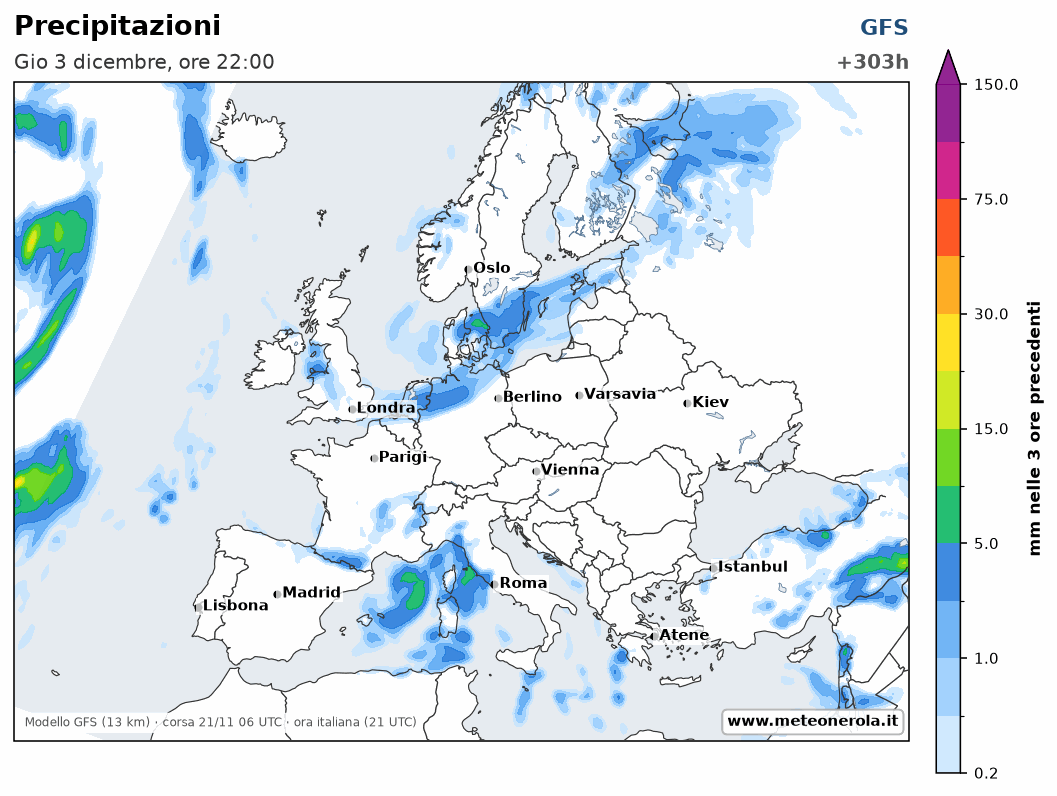 Precipitazioni
GFS
Gio 3 dicembre, ore 22:00
+303h
150.0
75.0
30.0
15.0
5.0
1.0
0.2
mm nelle 3 ore precedenti
Oslo
Londra
Berlino
Varsavia
Kiev
Parigi
Vienna
Istanbul
Roma
Madrid
Lisbona
Atene
Modello GFS (13 km) · corsa 21/11 06 UTC · ora italiana (21 UTC)
www.meteonerola.it